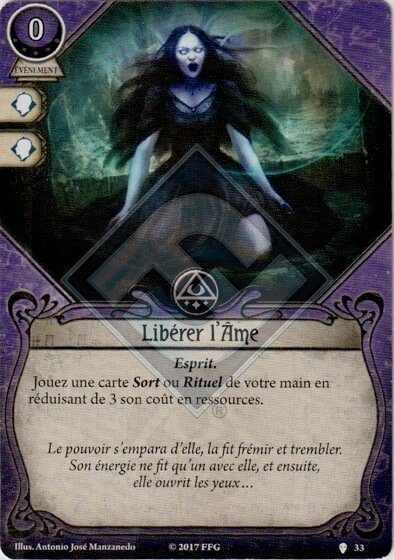 0
ÉVÉNEMENT
Libérer l'Âme
Esprit.
Jouez une carte Sort ou Rituel de votre main en
réduisant de 3 son coût en ressources.
Le pouvoir s'empara d'elle, la fit frémir et trembler.
Son énergie ne fit qu'un avec elle, et ensuite,
elle ouvrit les yeux…
Illus. Antonio José Manzanedo © 2017 FFG 33